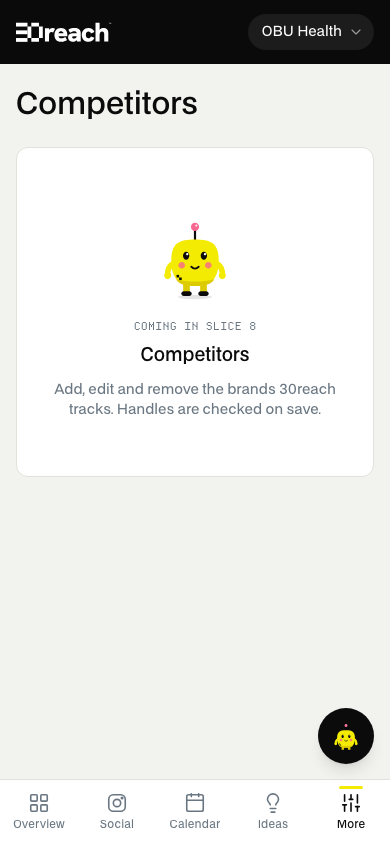 30reach
OBU Health
Competitors
COMING IN SLICE 8
Competitors
Add, edit and remove the brands 30reach
tracks. Handles are checked on save.
Overview
Social
Calendar
Ideas
More